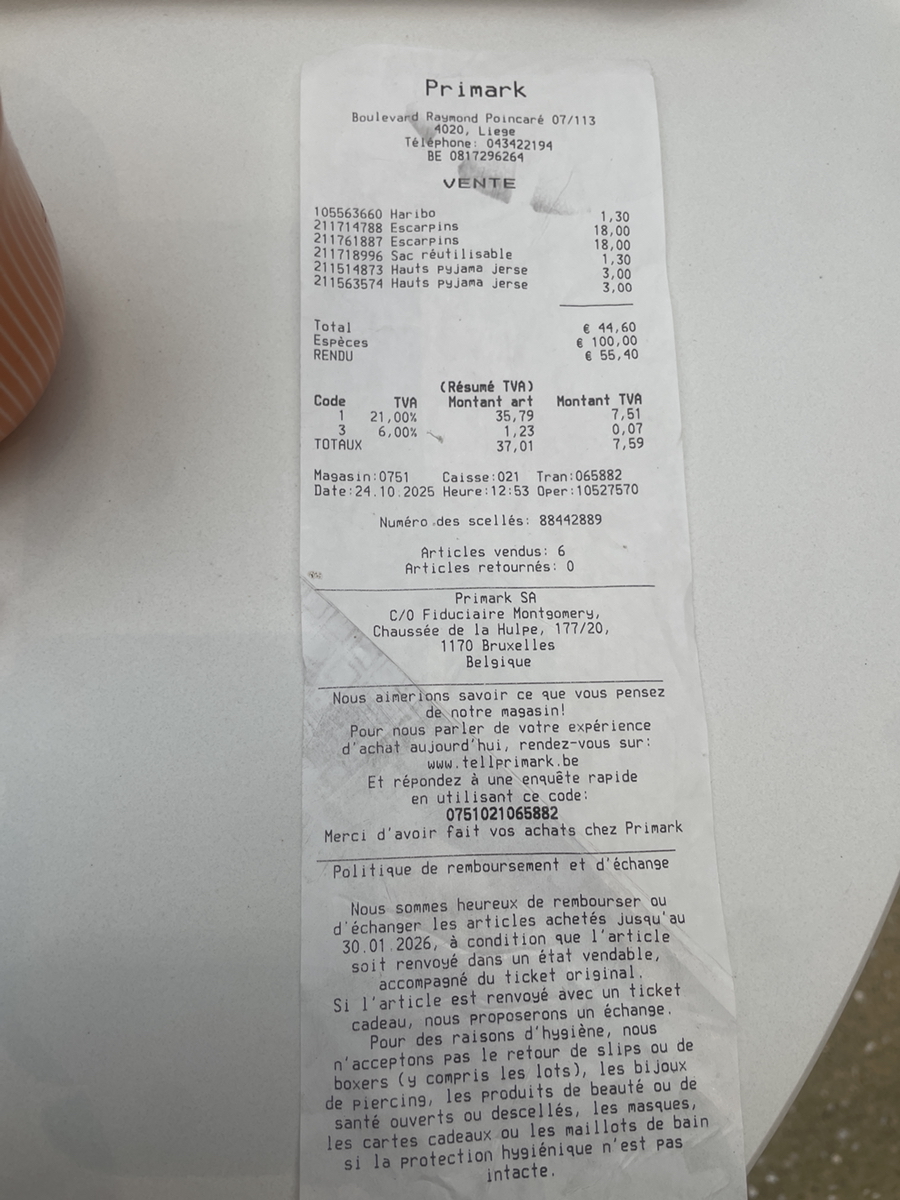 Primark
Boulevard Raymond Poincaré 07/113
4020, Liege
Téléphone: 043422194
BE 0817296264
VENTE
105563660 Haribo 1,30
211714788 Escarpins 18,00
211761887 Escarpins 18,00
211718996 Sac réutilisable 1,30
211514873 Hauts pyjama Jerse 3,00
211563574 Hauts pyjama Jerse 3,00
Total € 44,60
Espèces € 100,00
RENDU € 55,40
(Résumé TVA)
Code TVA Montant art Montant TVA
1 21,00% 35,79 7,51
3 6,00% 1,23 0,07
TOTAUX 37,01 7,59
Magasin:0751 Caisse:021 Tran:065882
Date:24.10.2025 Heure:12:53 Oper:10527570
Numéro des scellés: 88442889
Articles vendus: 6
Articles retournés: 0
Primark SA
C/O Fiduciaire Montgomery,
Chaussée de la Hulpe, 177/20,
1170 Bruxelles
Belgique
Nous aimerions savoir ce que vous pensez
de notre magasin!
Pour nous parler de votre expérience
d'achat aujourd'hui, rendez-vous sur:
www.tellprimark.be
Et répondez à une enquête rapide
en utilisant ce code:
0751021065882
Merci d'avoir fait vos achats chez Primark
Politique de remboursement et d'échange
Nous sommes heureux de rembourser ou
d'échanger les articles achetés jusqu'au
30.01.2026, à condition que l'article
soit renvoyé dans un état vendable,
accompagné du ticket original.
Si l'article est renvoyé avec un ticket
cadeau, nous proposerons un échange.
Pour des raisons d'hygiène, nous
n'acceptons pas le retour de slips ou de
boxers (y compris les lots), les bijoux
de piercing, les produits de beauté ou de
santé ouverts ou descellés, les masques,
les cartes cadeaux ou les maillots de bain
si la protection hygiénique n'est pas
intacte.